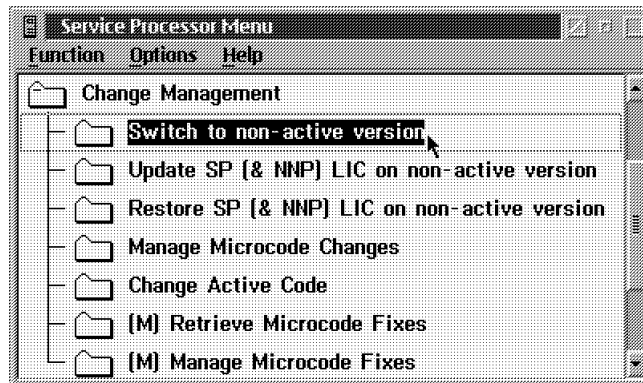 Service Processor Menu
Function Options Help
Change Management
Switch to non-active version
Update SP (& NNP) LIC on non-active version
Restore SP (& NNP) LIC on non-active version
Manage Microcode Changes
Change Active Code
(M) Retrieve Microcode Fixes
(M) Manage Microcode Fixes